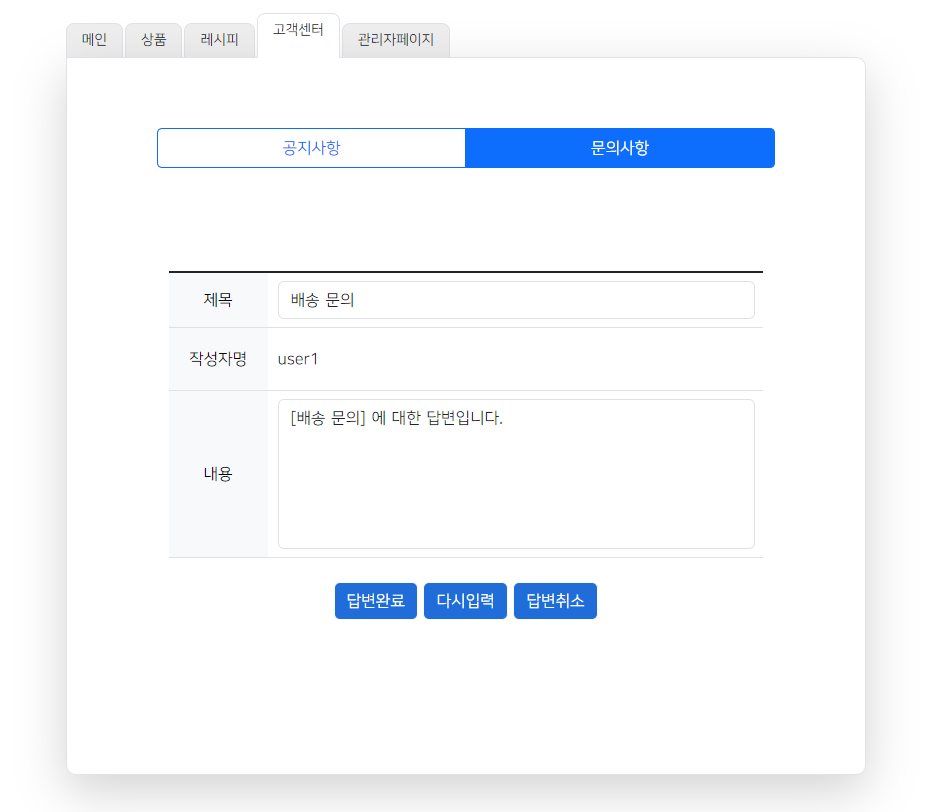 메인 상품 레시피 고객센터 관리자페이지
공지사항 문의사항
제목 배송 문의
작성자명 user1
[배송 문의] 에 대한 답변입니다.
내용
답변완료 다시입력 답변취소